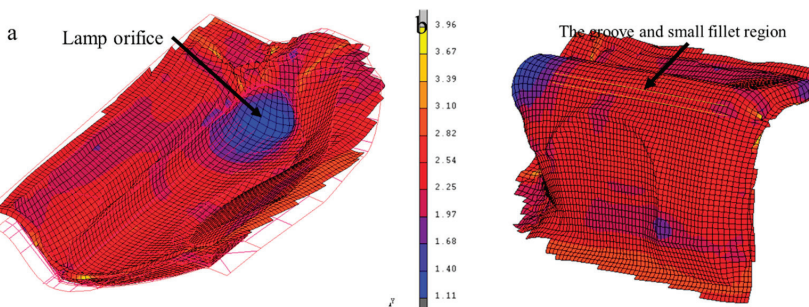 a
Lamp orifice
b
The groove and small fillet region
3.96
3.67
3.39
3.10
2.82
2.54
2.25
1.97
1.68
1.40
1.11